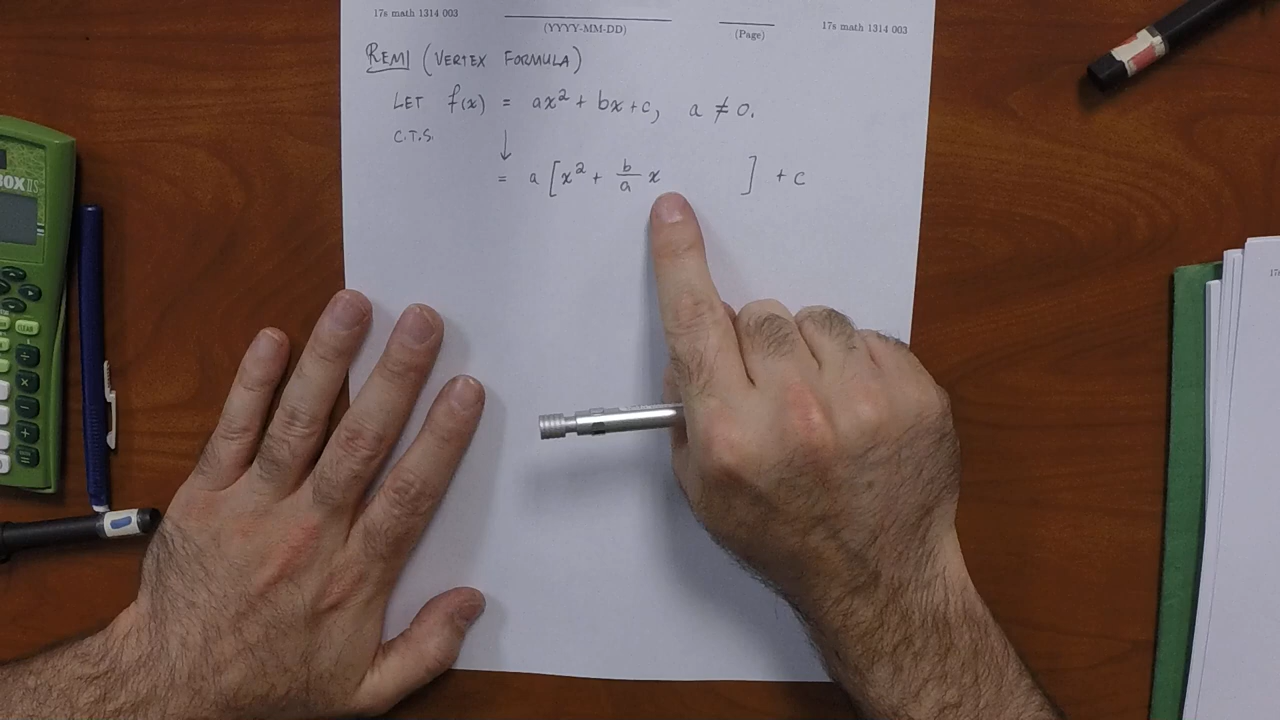 17s math 1314 003 (YYYY-MM-DD) (Page) 17s math 1314 003
REM (VERTEX FORMULA)
LET f(x) = ax² + bx + c, a ≠ 0.
C.T.S. ↓
= a [x² + b/a x ] + c
CLEAR